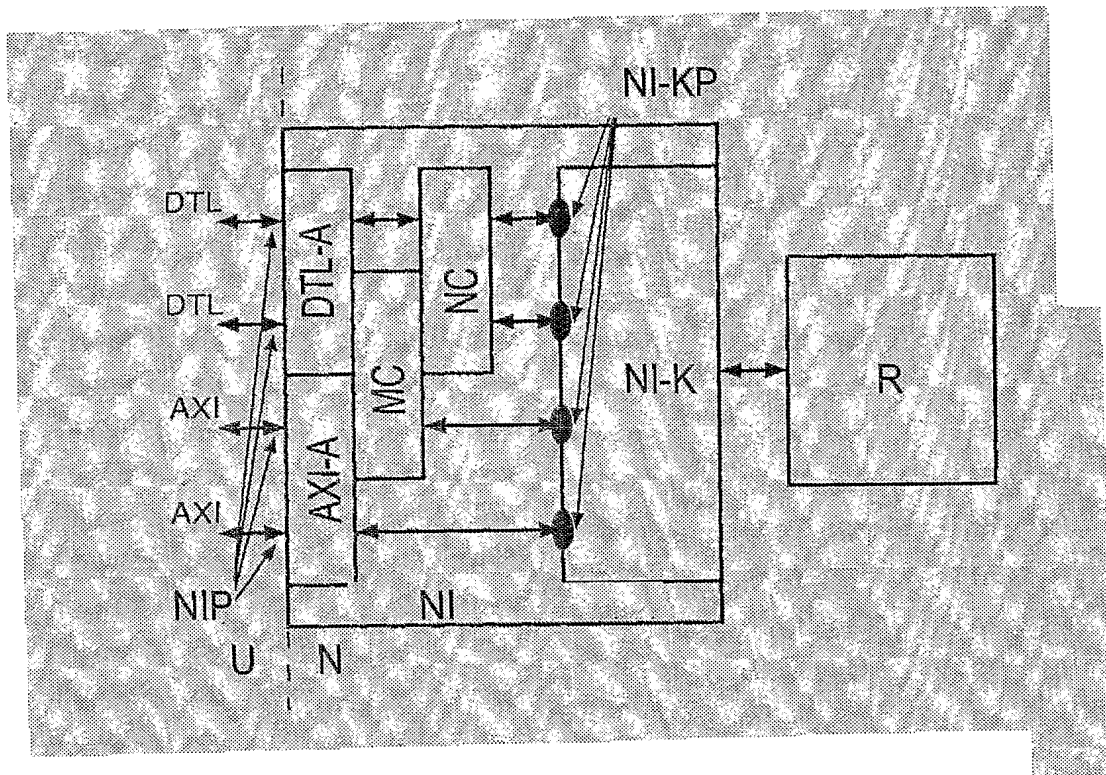 NI-KP
DTL
DTL-A
NC
DTL
MC
NI-K
R
AXI
AXI-A
AXI
NIP
NI
U
N